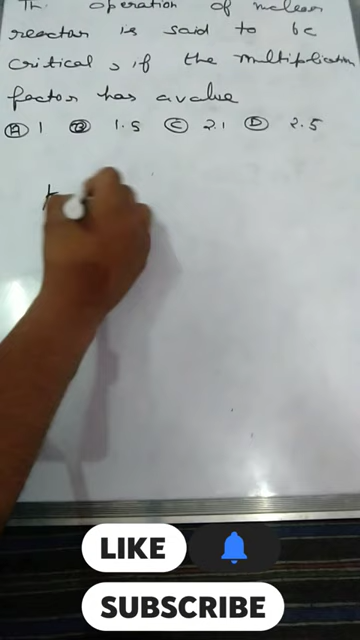 The operation of nuclear
reactor is said to be
critical, if the multiplication
factor has a value
(A) 1 (B) 1.5 (C) 2.1 (D) 2.5
K
LIKE
SUBSCRIBE